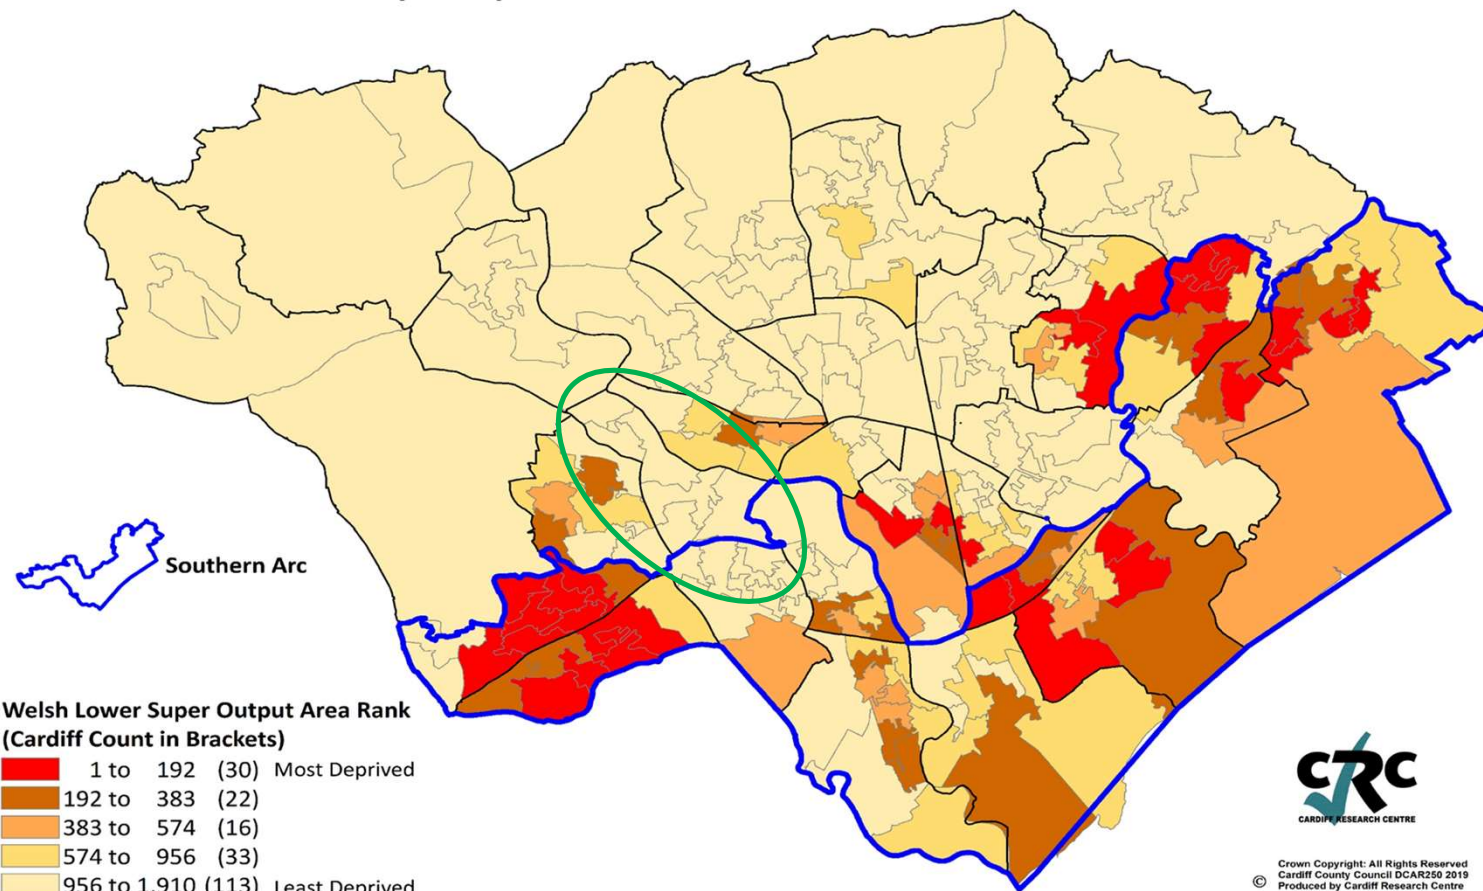 Southern Arc
Welsh Lower Super Output Area Rank
(Cardiff Count in Brackets)
1 to 192 (30) Most Deprived
192 to 383 (22)
383 to 574 (16)
574 to 956 (33)
956 to 1,910 (113) Least Deprived
CRC
CARDIFF RESEARCH CENTRE
Crown Copyright: All Rights Reserved
Cardiff County Council DCAR250 2019
© Produced by Cardiff Research Centre